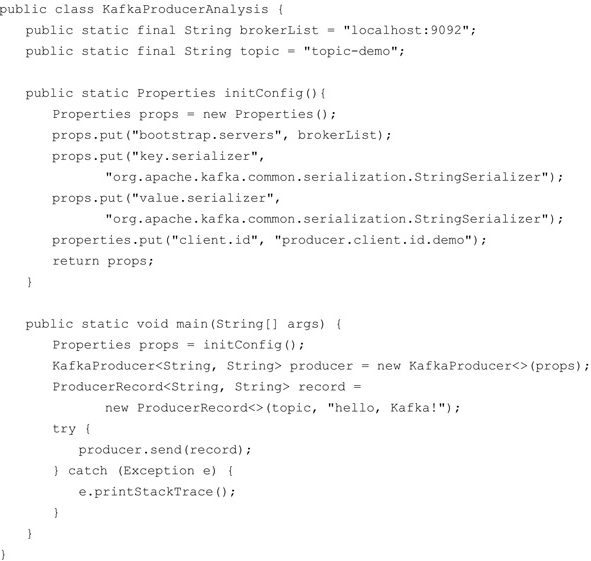 public class KafkaProducerAnalysis {
    public static final String brokerList = "localhost:9092";
    public static final String topic = "topic-demo";

    public static Properties initConfig(){
        Properties props = new Properties();
        props.put("bootstrap.servers", brokerList);
        props.put("key.serializer",
                "org.apache.kafka.common.serialization.StringSerializer");
        props.put("value.serializer",
                "org.apache.kafka.common.serialization.StringSerializer");
        properties.put("client.id", "producer.client.id.demo");
        return props;
    }

    public static void main(String[] args) {
        Properties props = initConfig();
        KafkaProducer<String, String> producer = new KafkaProducer<>(props);
        ProducerRecord<String, String> record =
                new ProducerRecord<>(topic, "hello, Kafka!");
        try {
            producer.send(record);
        } catch (Exception e) {
            e.printStackTrace();
        }
    }
}